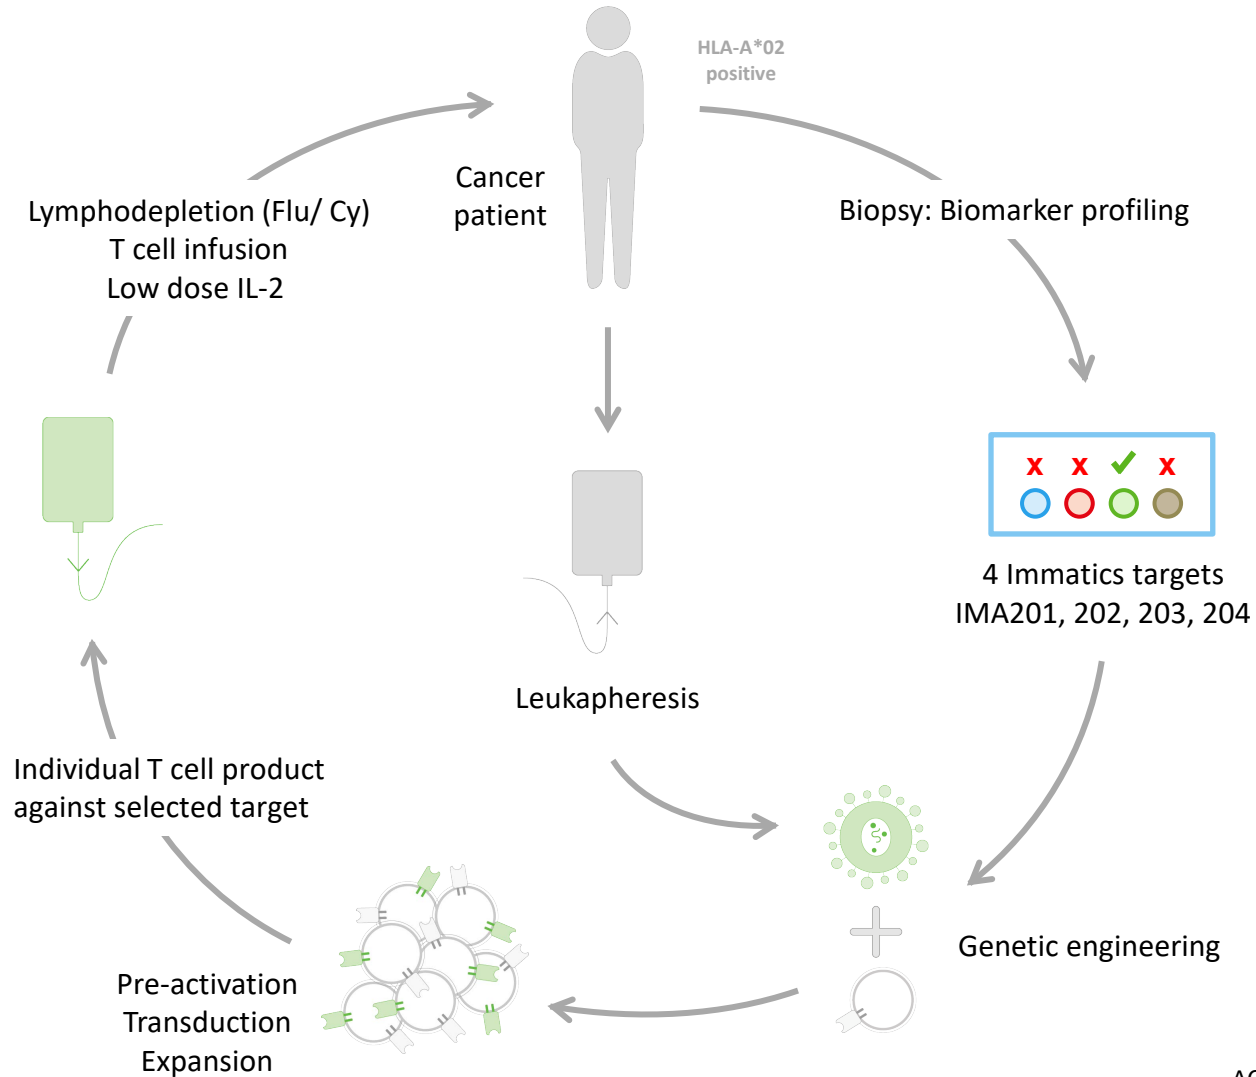 HLA-A*02
positive
Cancer
patient
Lymphodepletion (Flu/ Cy)
T cell infusion
Low dose IL-2
Biopsy: Biomarker profiling
x x ✓ x
4 Immatics targets
IMA201, 202, 203, 204
Leukapheresis
Individual T cell product
against selected target
Genetic engineering
Pre-activation
Transduction
Expansion